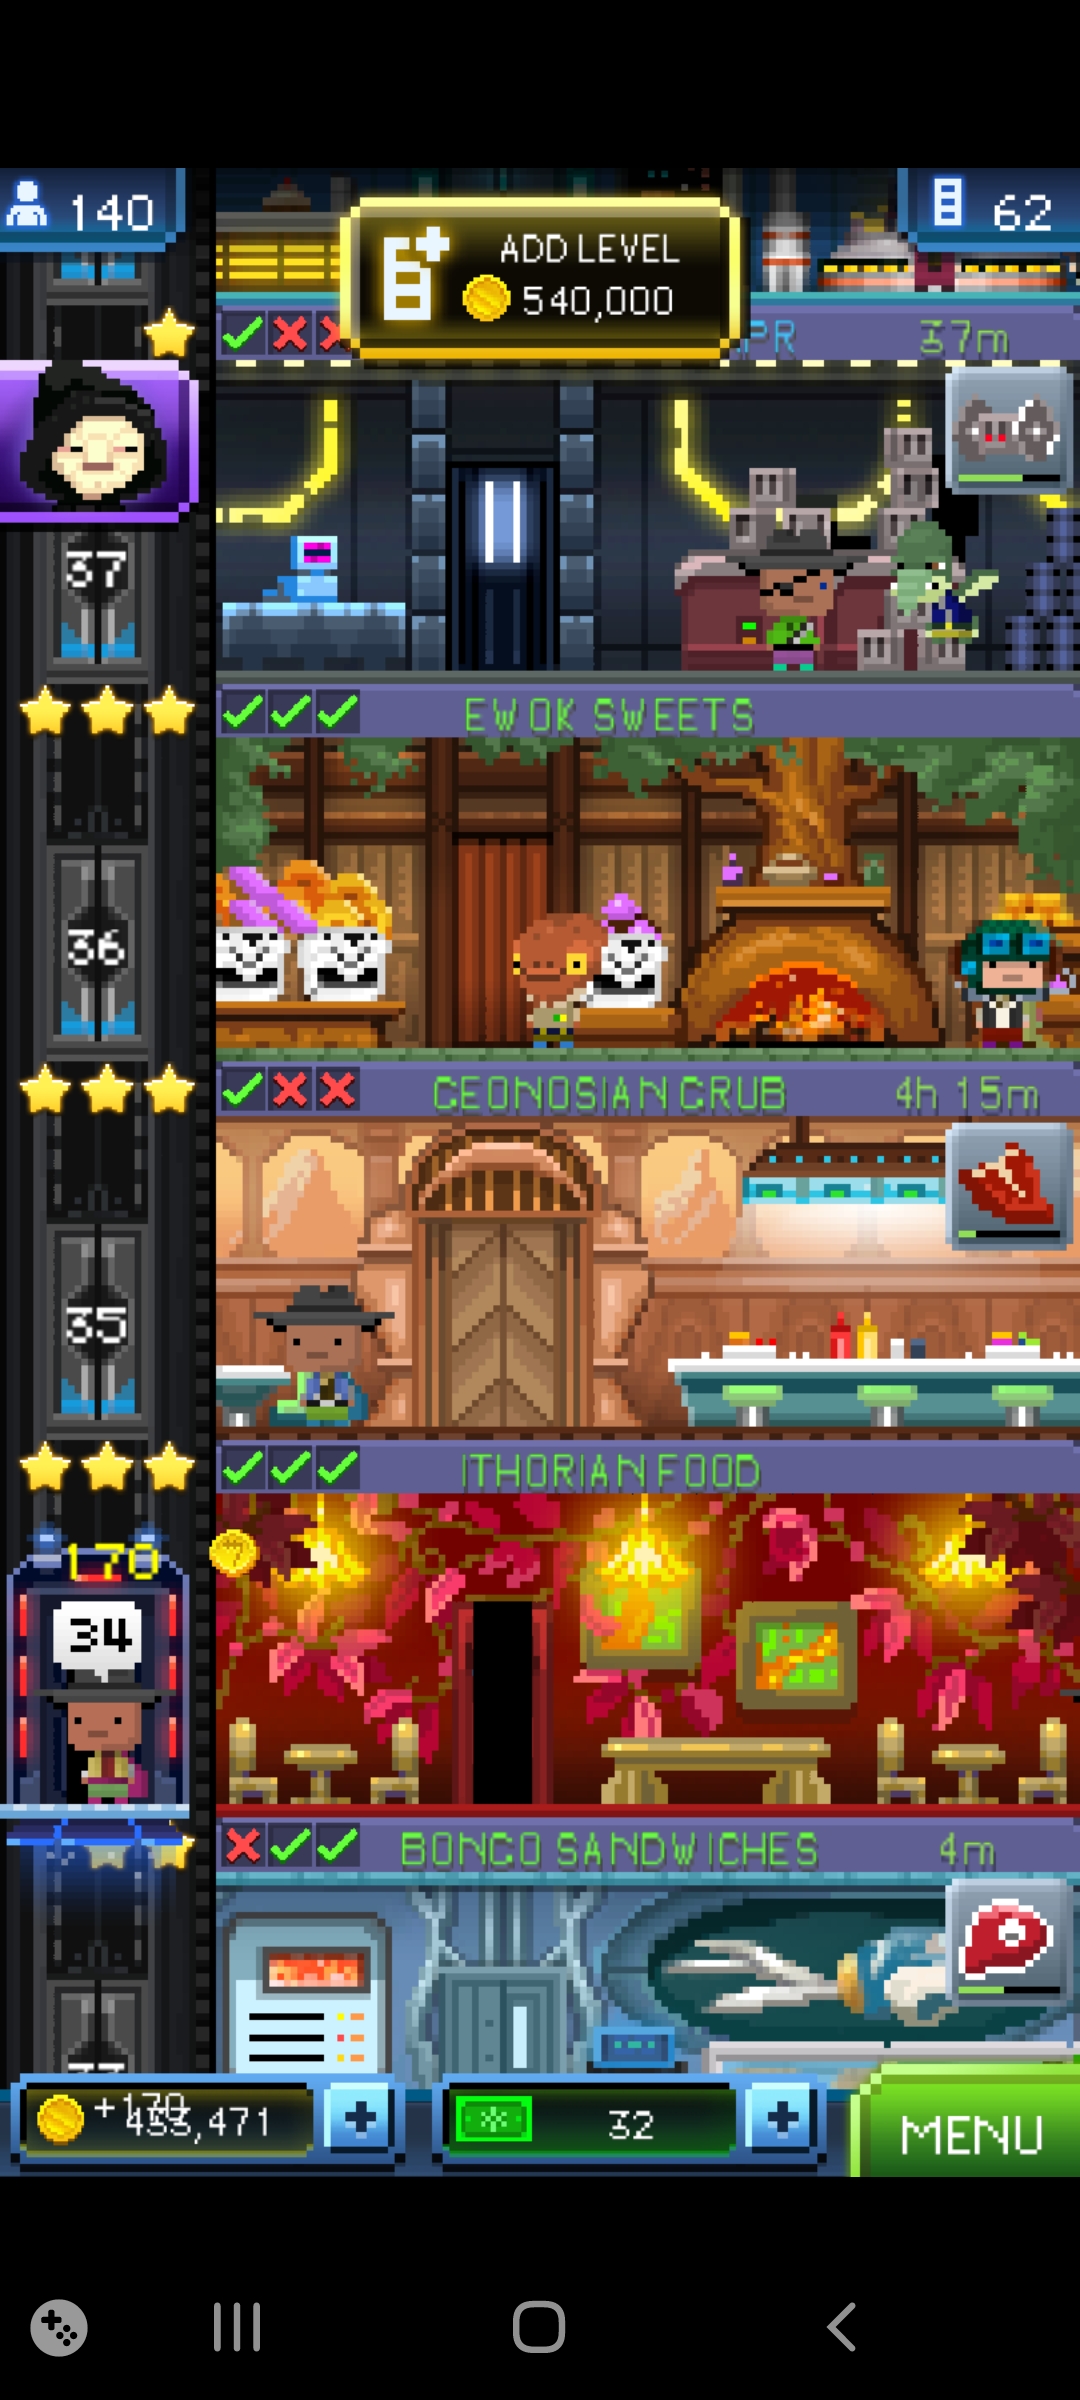 140
ADD LEVEL
540,000
62
PR
37m
37
EWOK SWEETS
36
GEONOSIAN GRUB
4h 15m
35
ITHORIAN FOOD
170
34
BONGO SANDWICHES
4m
+170
453,471
32
MENU